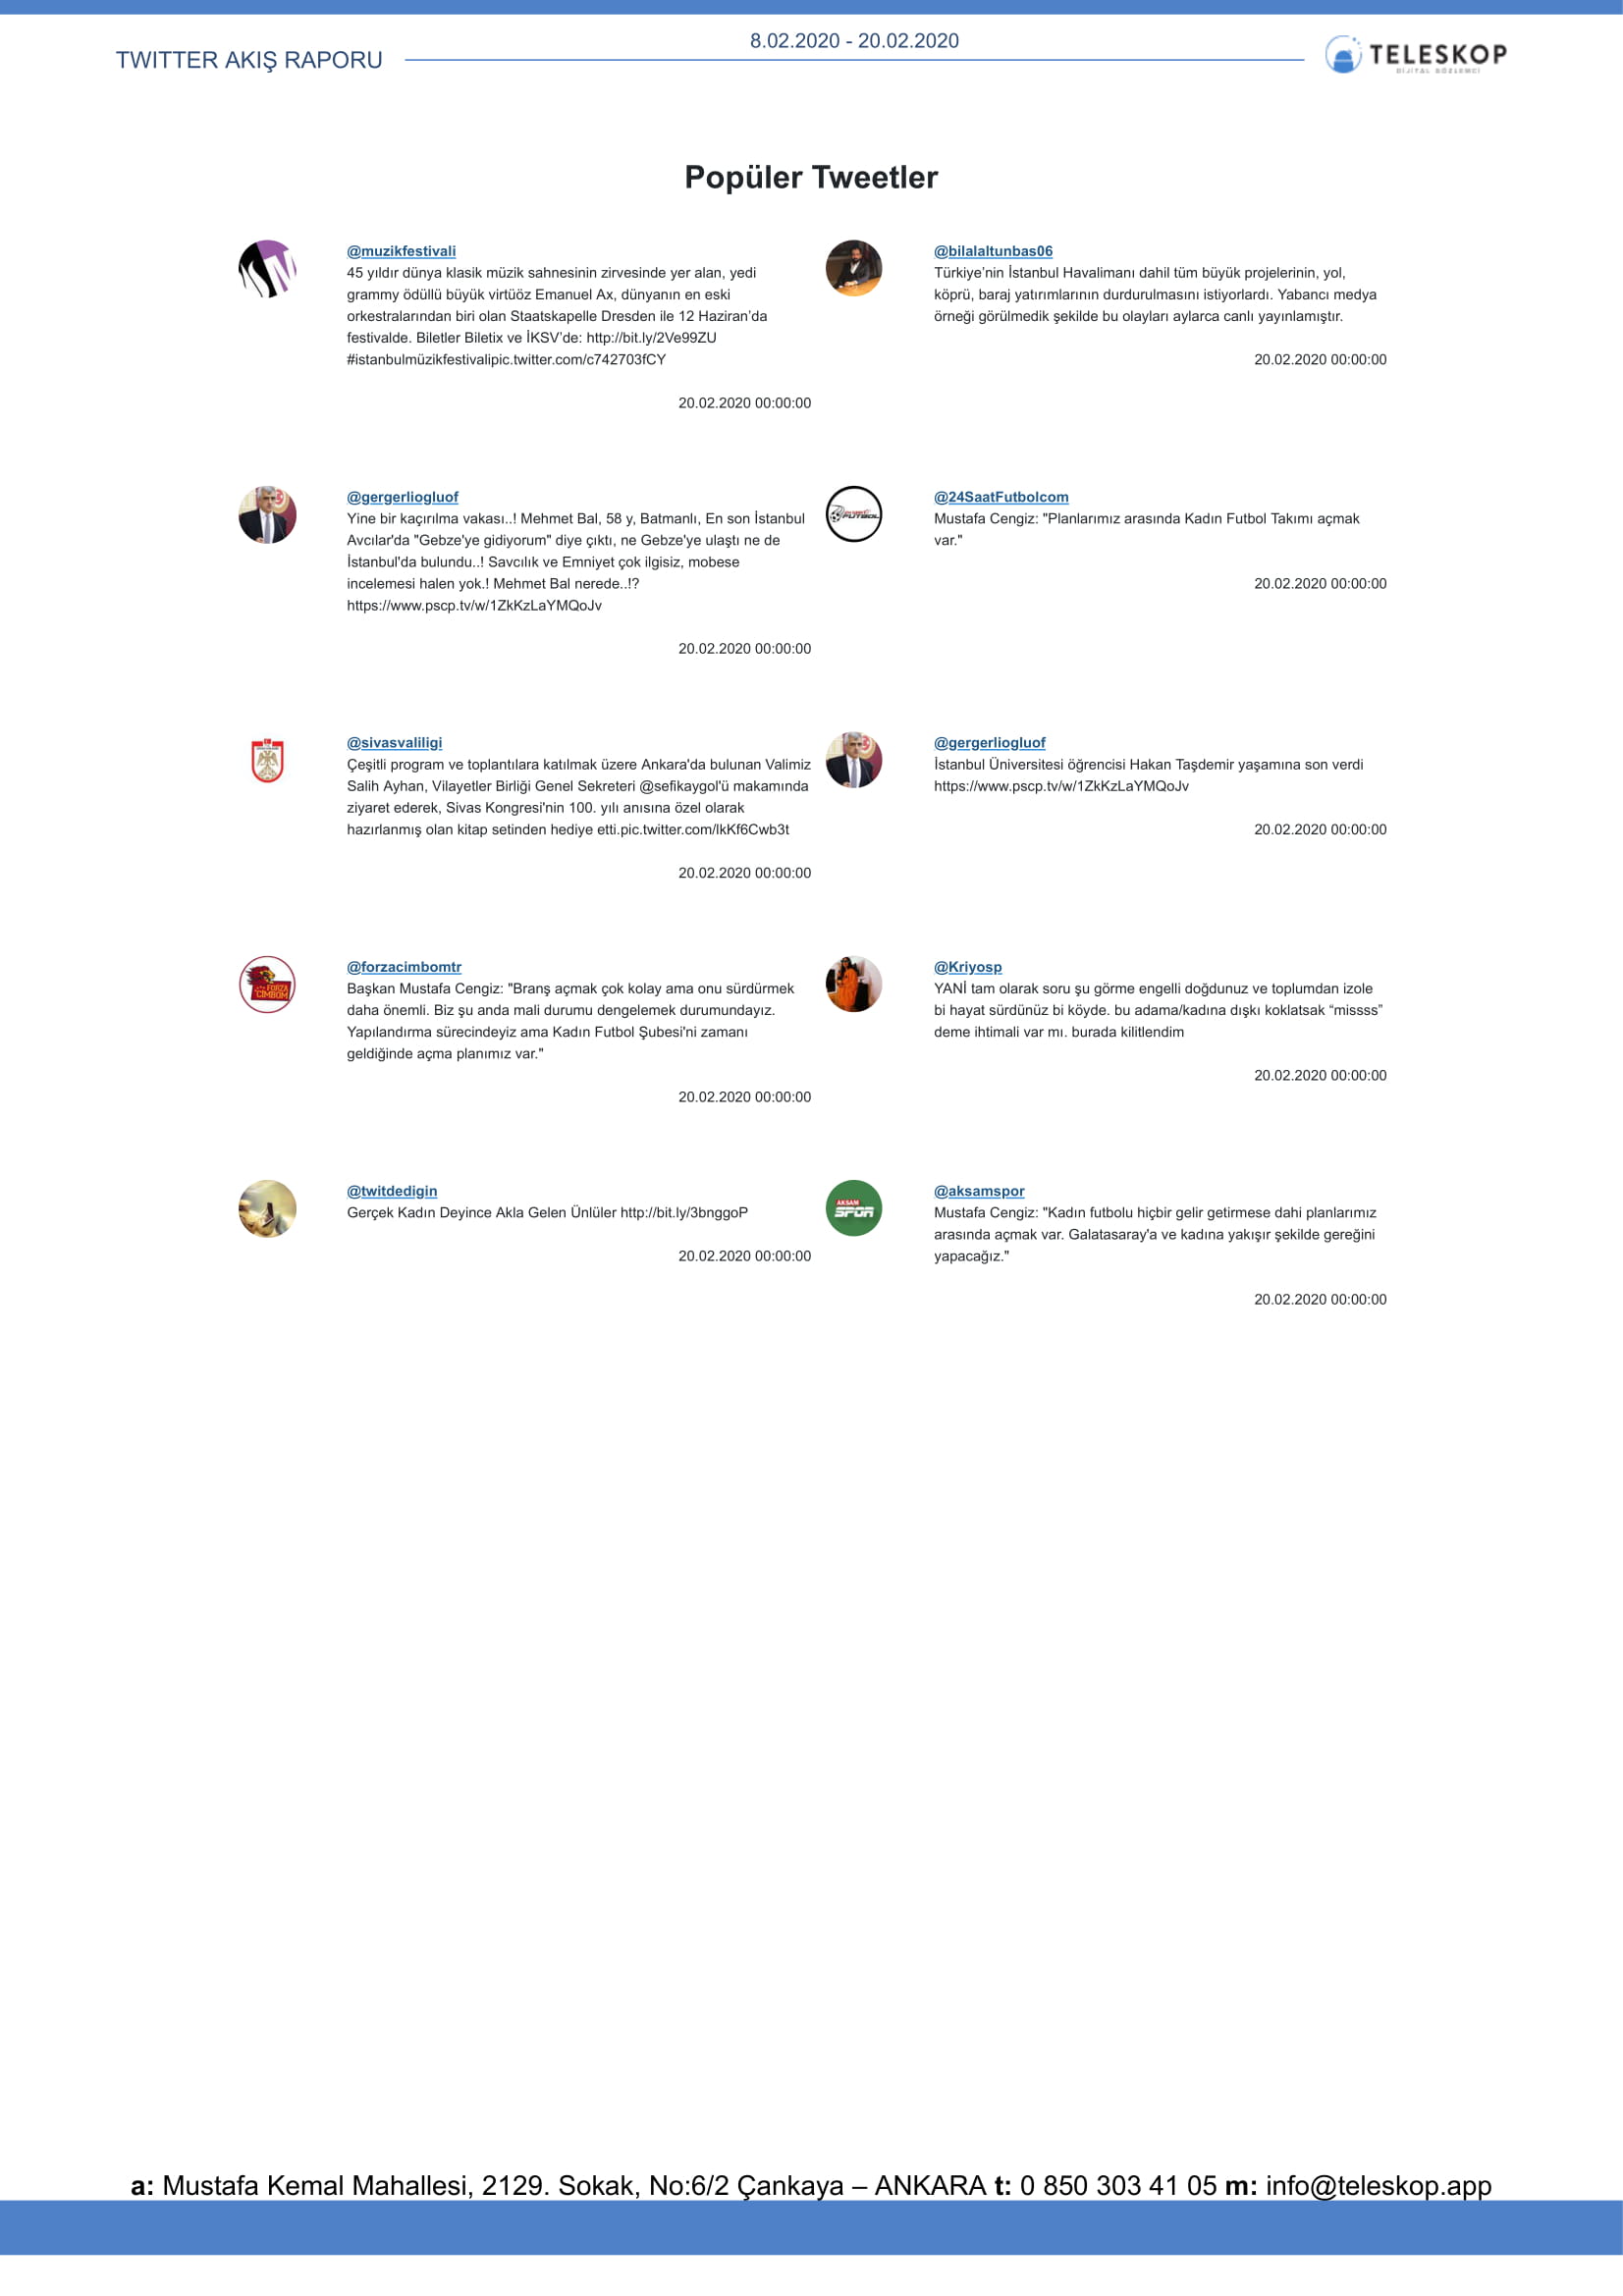 8.02.2020 - 20.02.2020
TWITTER AKIŞ RAPORU
TELESKOP
DİJİTAL GÖZLEMCİ
Popüler Tweetler
@muzikfestivali
45 yıldır dünya klasik müzik sahnesinin zirvesinde yer alan, yedi
grammy ödüllü büyük virtüöz Emanuel Ax, dünyanın en eski
orkestralarından biri olan Staatskapelle Dresden ile 12 Haziran’da
festivalde. Biletler Biletix ve İKSV’de: http://bit.ly/2Ve99ZU
#istanbulmüzikfestivalipic.twitter.com/c742703fCY
20.02.2020 00:00:00
@bilalaltunbas06
Türkiye’nin İstanbul Havalimanı dahil tüm büyük projelerinin, yol,
köprü, baraj yatırımlarının durdurulmasını istiyorlardı. Yabancı medya
örneği görülmedik şekilde bu olayları aylarca canlı yayınlamıştır.
20.02.2020 00:00:00
@gergerliogluof
Yine bir kaçırılma vakası..! Mehmet Bal, 58 y, Batmanlı, En son İstanbul
Avcılar'da "Gebze'ye gidiyorum" diye çıktı, ne Gebze'ye ulaştı ne de
İstanbul'da bulundu..! Savcılık ve Emniyet çok ilgisiz, mobese
incelemesi halen yok.! Mehmet Bal nerede..!?
https://www.pscp.tv/w/1ZkKzLaYMQoJv
20.02.2020 00:00:00
@24SaatFutbolcom
Mustafa Cengiz: "Planlarımız arasında Kadın Futbol Takımı açmak
var."
20.02.2020 00:00:00
@sivasvaliligi
Çeşitli program ve toplantılara katılmak üzere Ankara'da bulunan Valimiz
Salih Ayhan, Vilayetler Birliği Genel Sekreteri @sefikaygol'ü makamında
ziyaret ederek, Sivas Kongresi'nin 100. yılı anısına özel olarak
hazırlanmış olan kitap setinden hediye etti.pic.twitter.com/lkKf6Cwb3t
20.02.2020 00:00:00
@gergerliogluof
İstanbul Üniversitesi öğrencisi Hakan Taşdemir yaşamına son verdi
https://www.pscp.tv/w/1ZkKzLaYMQoJv
20.02.2020 00:00:00
FORZA
CIMBOM
@forzacimbomtr
Başkan Mustafa Cengiz: "Branş açmak çok kolay ama onu sürdürmek
daha önemli. Biz şu anda mali durumu dengelemek durumundayız.
Yapılandırma sürecindeyiz ama Kadın Futbol Şubesi'ni zamanı
geldiğinde açma planımız var."
20.02.2020 00:00:00
@Kriyosp
YANİ tam olarak soru şu görme engelli doğdunuz ve toplumdan izole
bi hayat sürdünüz bi köyde. bu adama/kadına dışkı koklatsak “missss”
deme ihtimali var mı. burada kilitlendim
20.02.2020 00:00:00
@twitdedigin
Gerçek Kadın Deyince Akla Gelen Ünlüler http://bit.ly/3bnggoP
20.02.2020 00:00:00
AKSAM
SPOR
@aksamspor
Mustafa Cengiz: "Kadın futbolu hiçbir gelir getirmese dahi planlarımız
arasında açmak var. Galatasaray'a ve kadına yakışır şekilde gereğini
yapacağız."
20.02.2020 00:00:00
a: Mustafa Kemal Mahallesi, 2129. Sokak, No:6/2 Çankaya – ANKARA t: 0 850 303 41 05 m: info@teleskop.app